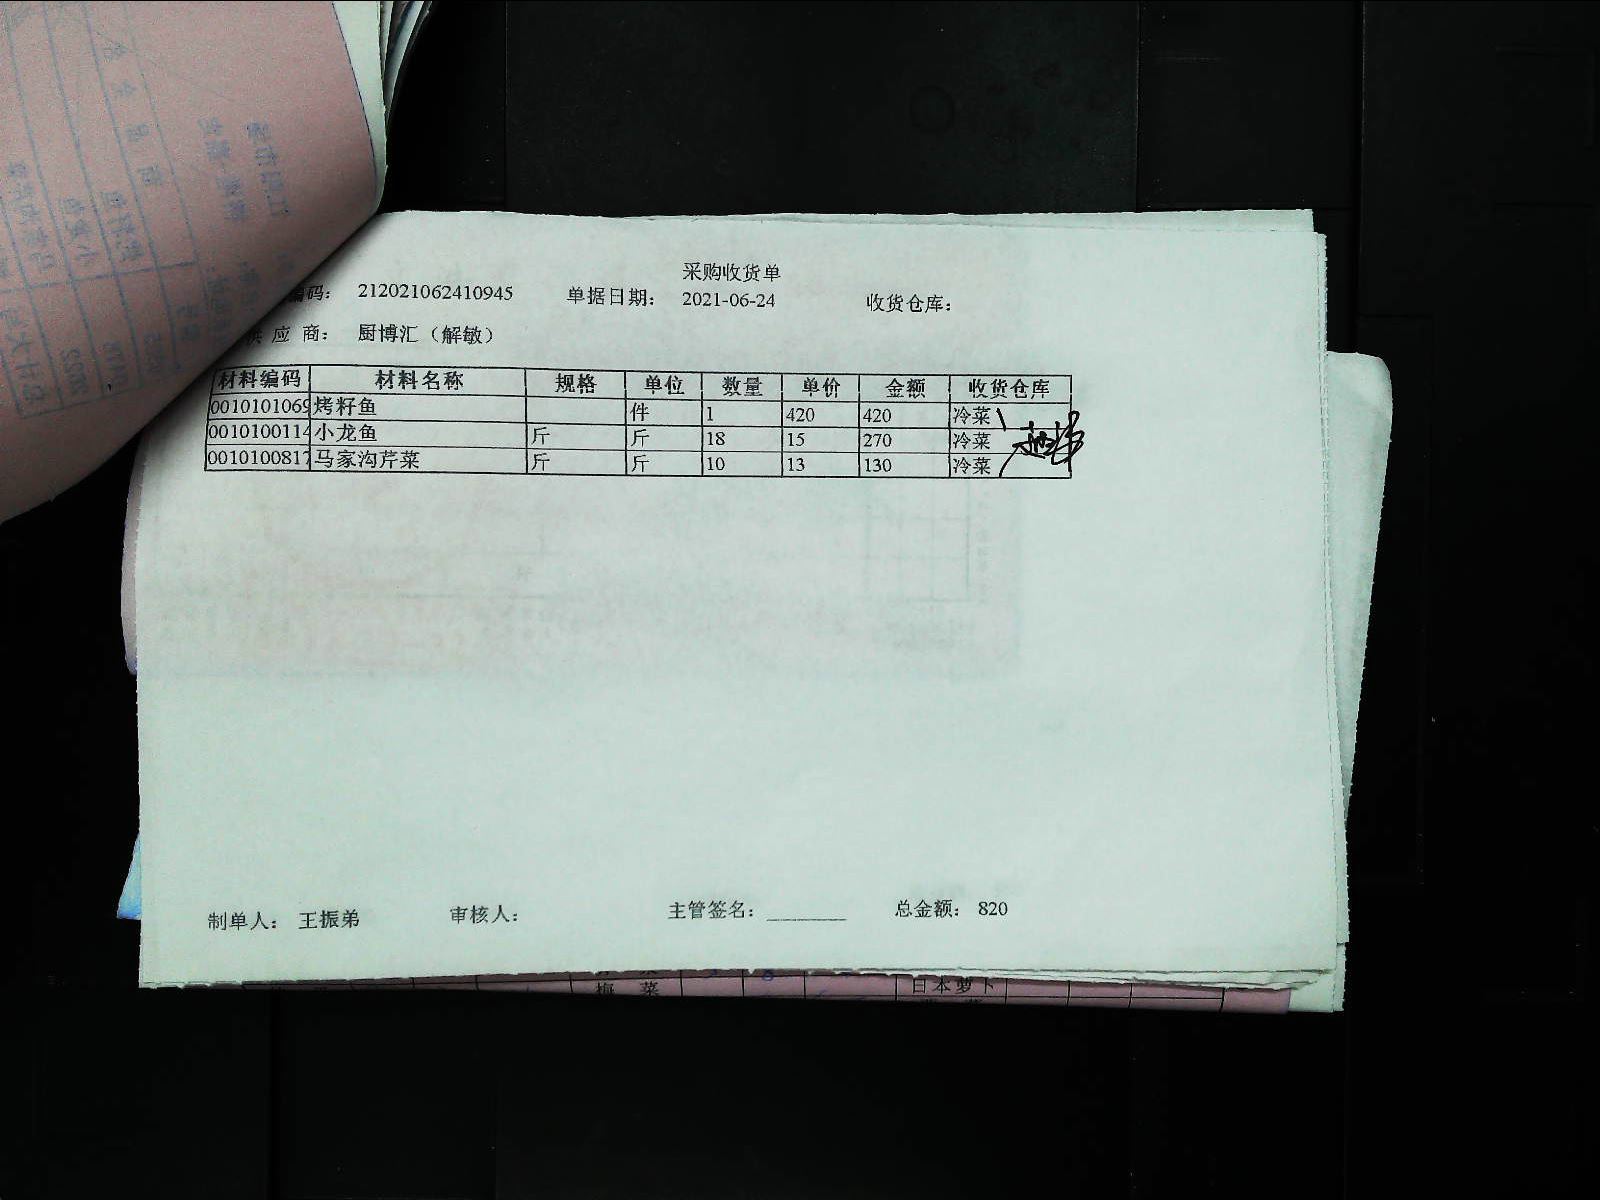 采购收货单
编码: 212021062410945 单据日期: 2021-06-24 收货仓库:
供应商: 厨博汇（解敏）
材料编码 材料名称 规格 单位 数量 单价 金额 收货仓库
0010101069 烤籽鱼 件 1 420 420 冷菜
0010100114 小龙鱼 斤 斤 18 15 270 冷菜
0010100817 马家沟芹菜 斤 斤 10 13 130 冷菜
制单人: 王振弟 审核人: 主管签名: ________ 总金额: 820
梅 菜 日本萝卜